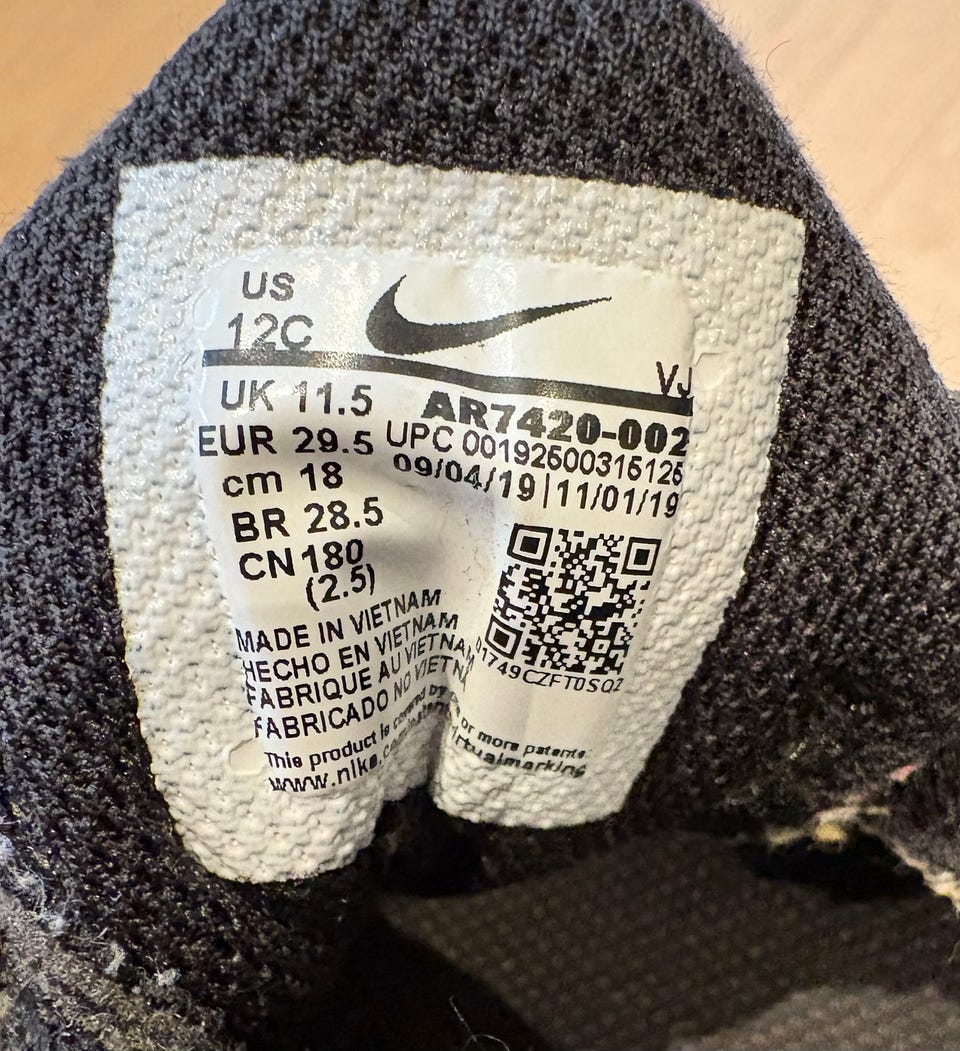 US
12C
VJ
UK 11.5
AR7420-002
EUR 29.5
UPC 00192500315125
cm 18
09/04/19|11/01/19
BR 28.5
CN 180
(2.5)
MADE IN VIETNAM
HECHO EN VIETNAM
FABRIQUE AU VIETNAM
FABRICADO NO VIETNA
01749CZFT0SQ2
This product is covered by or more patents.
www.nike.com virtualmarking